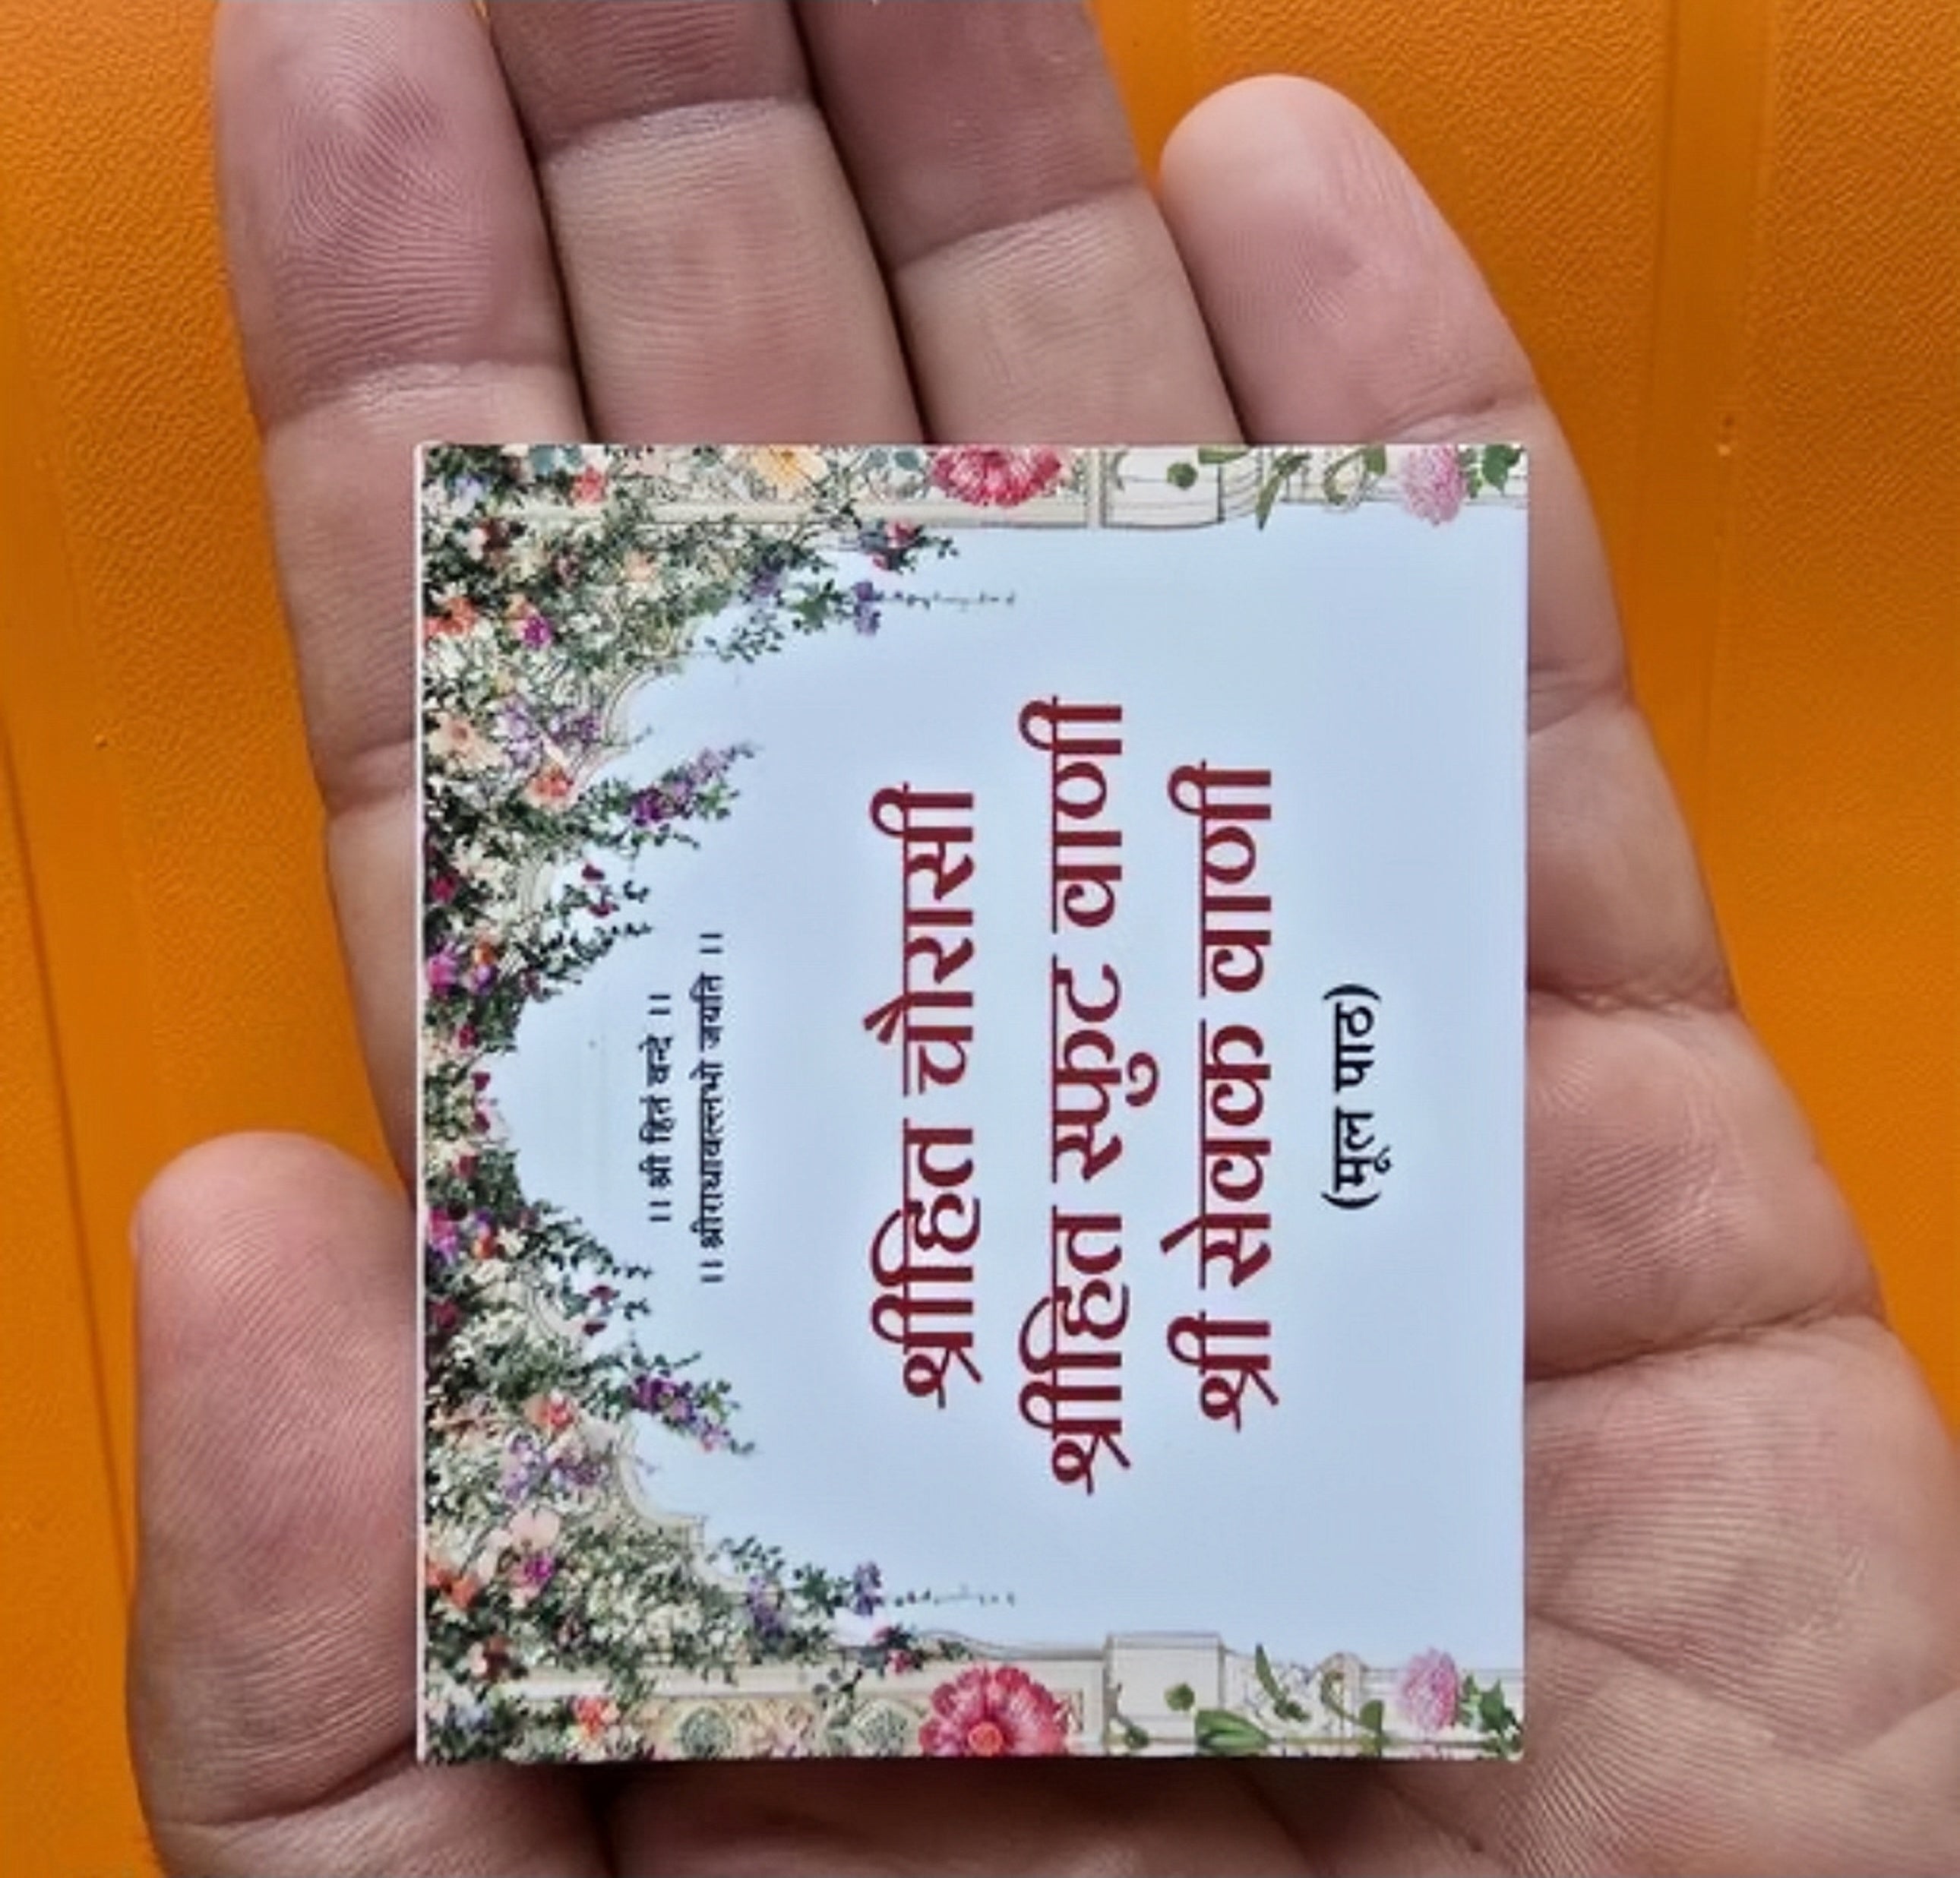 ।। श्री हितं वन्दे ।।
।। श्रीराधावल्लभो जयति ।।
श्रीहित चौरासी
श्रीहित स्फुट वाणी
श्री सेवक वाणी
(मूल पाठ)